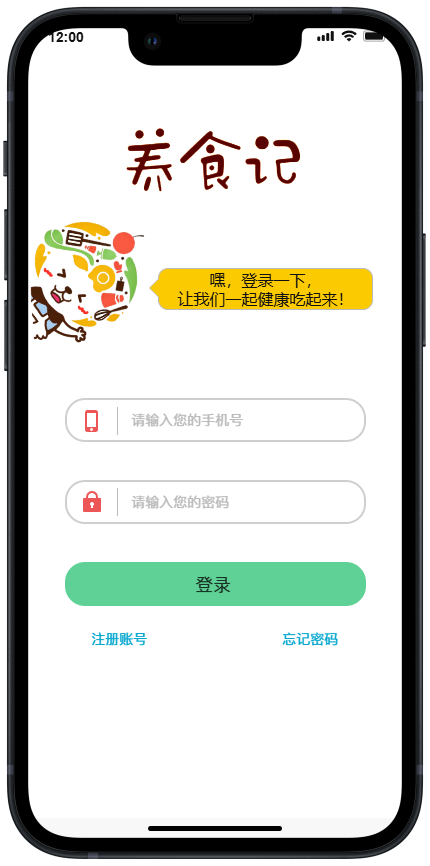 12:00
养食记
嘿，登录一下，
让我们一起健康吃起来！
请输入您的手机号
请输入您的密码
登录
注册账号 忘记密码